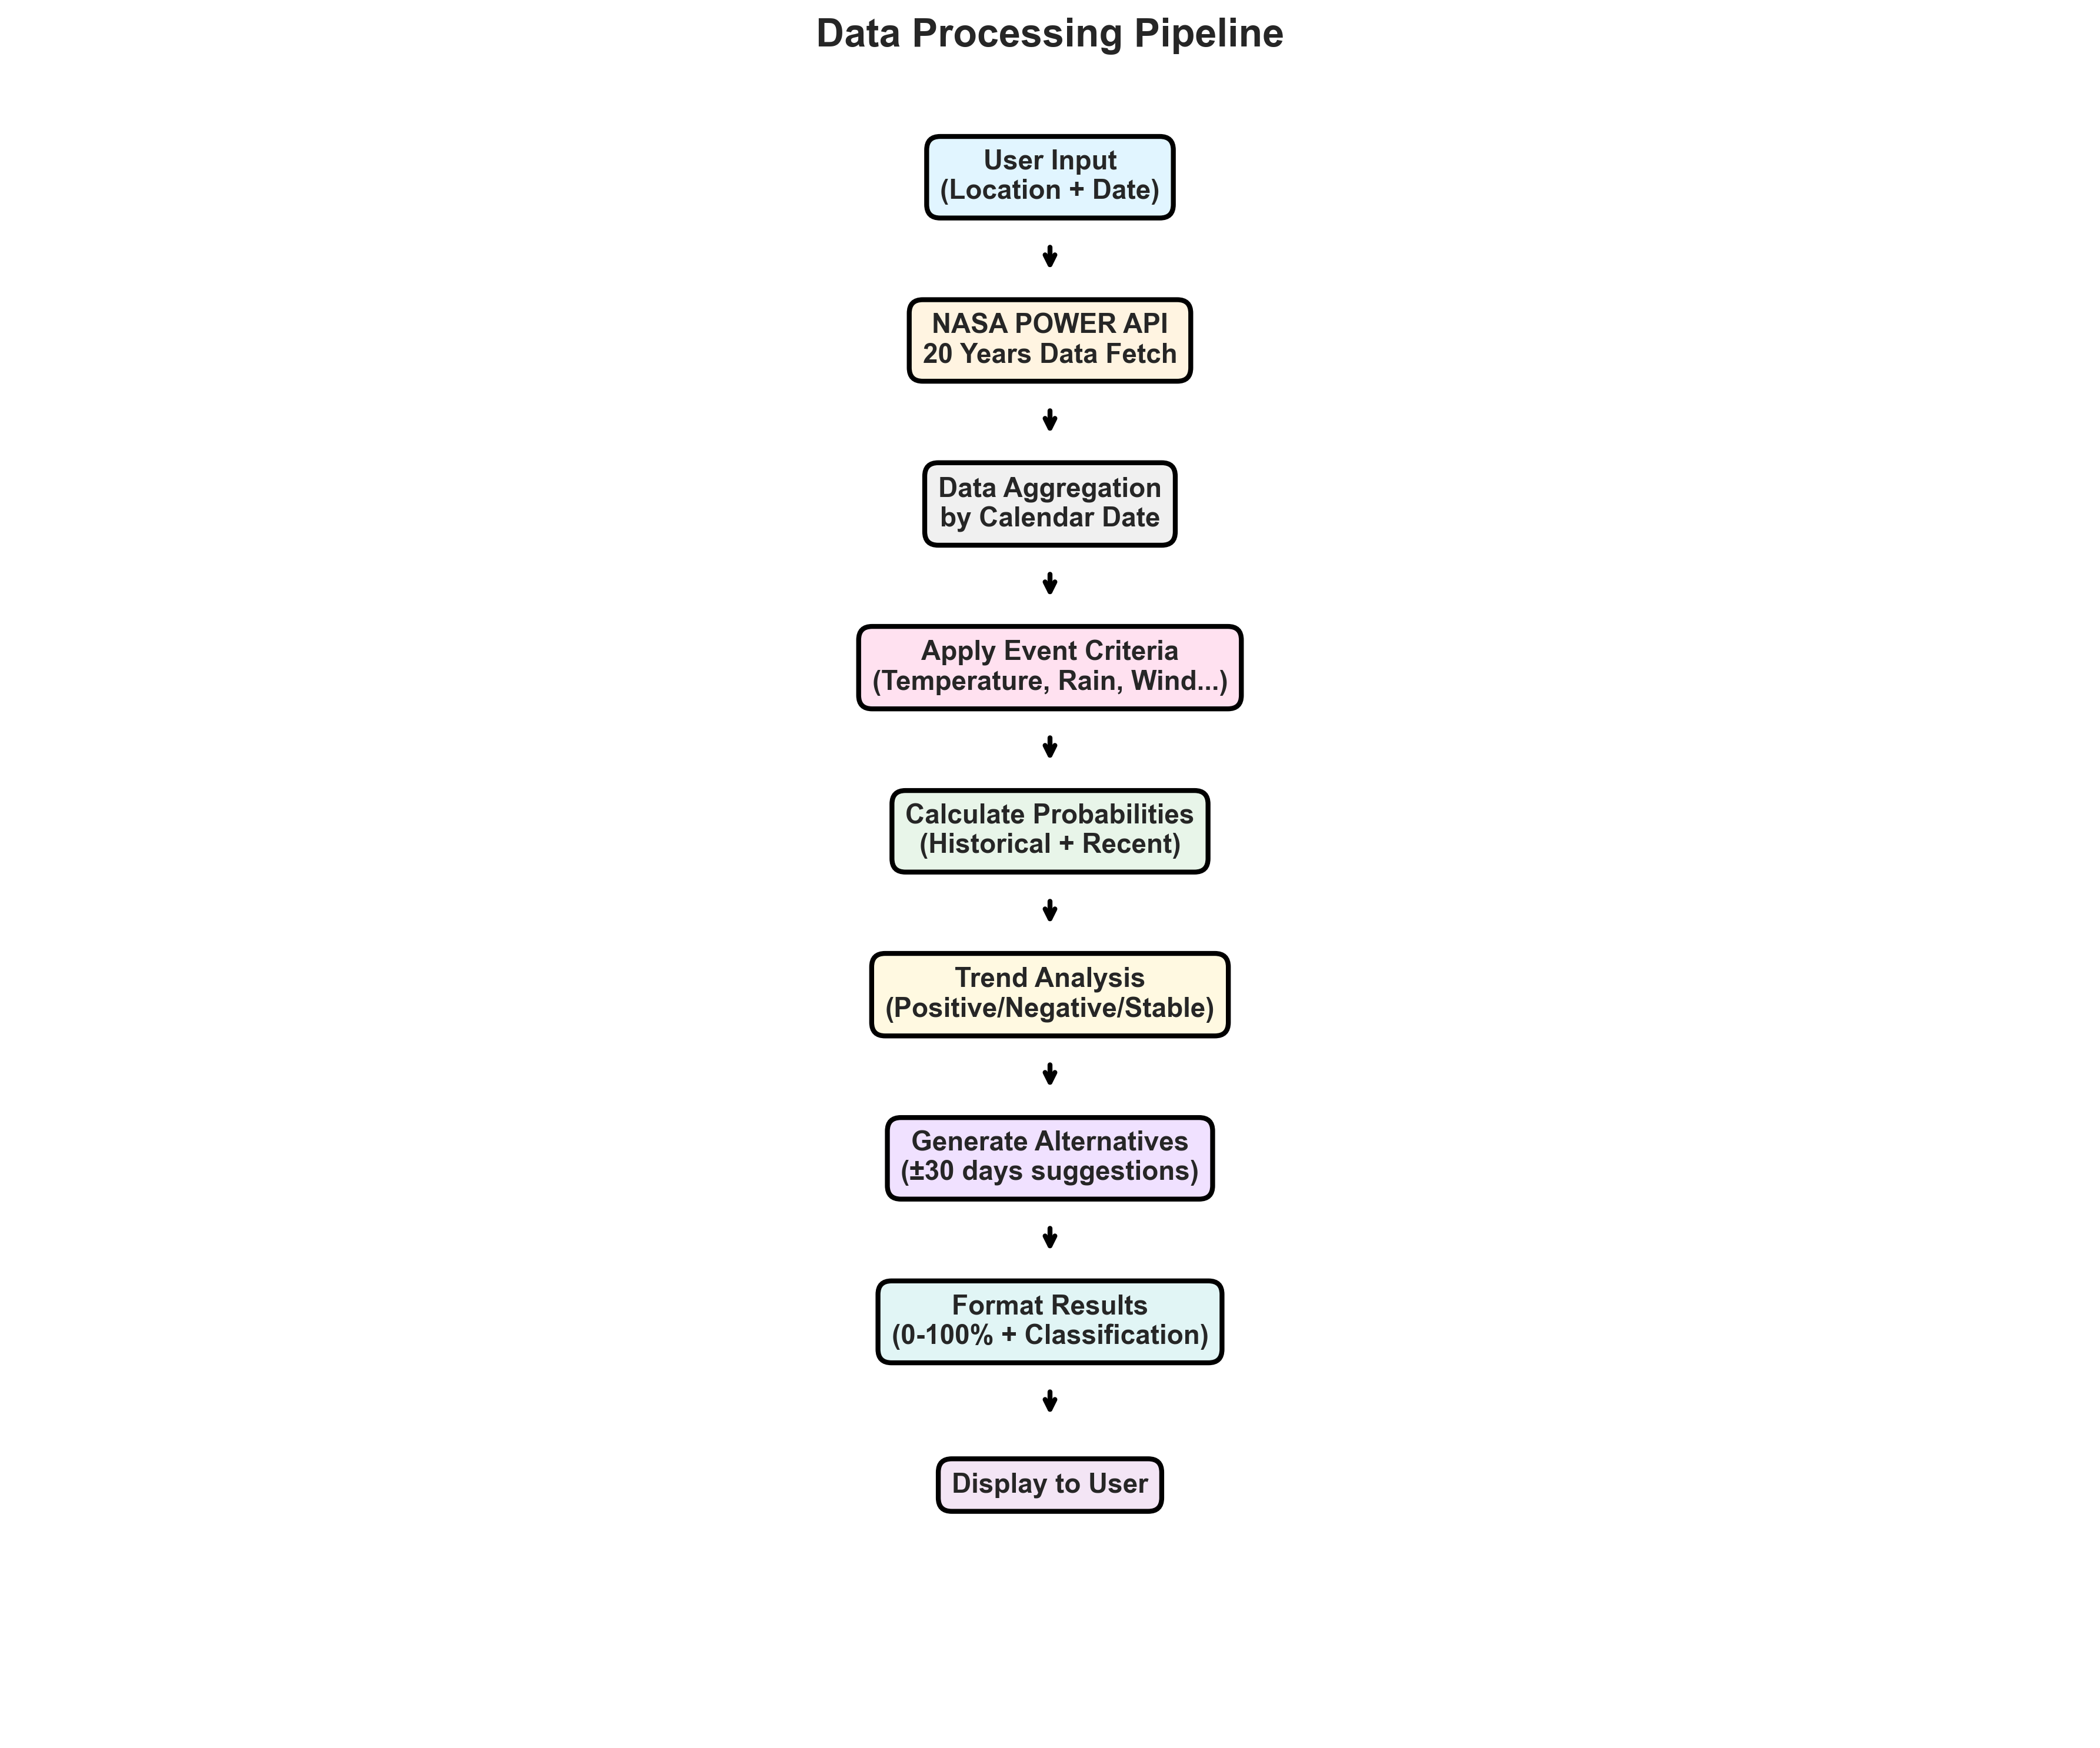 Data Processing Pipeline
User Input
(Location + Date)
NASA POWER API
20 Years Data Fetch
Data Aggregation
by Calendar Date
Apply Event Criteria
(Temperature, Rain, Wind...)
Calculate Probabilities
(Historical + Recent)
Trend Analysis
(Positive/Negative/Stable)
Generate Alternatives
(±30 days suggestions)
Format Results
(0-100% + Classification)
Display to User